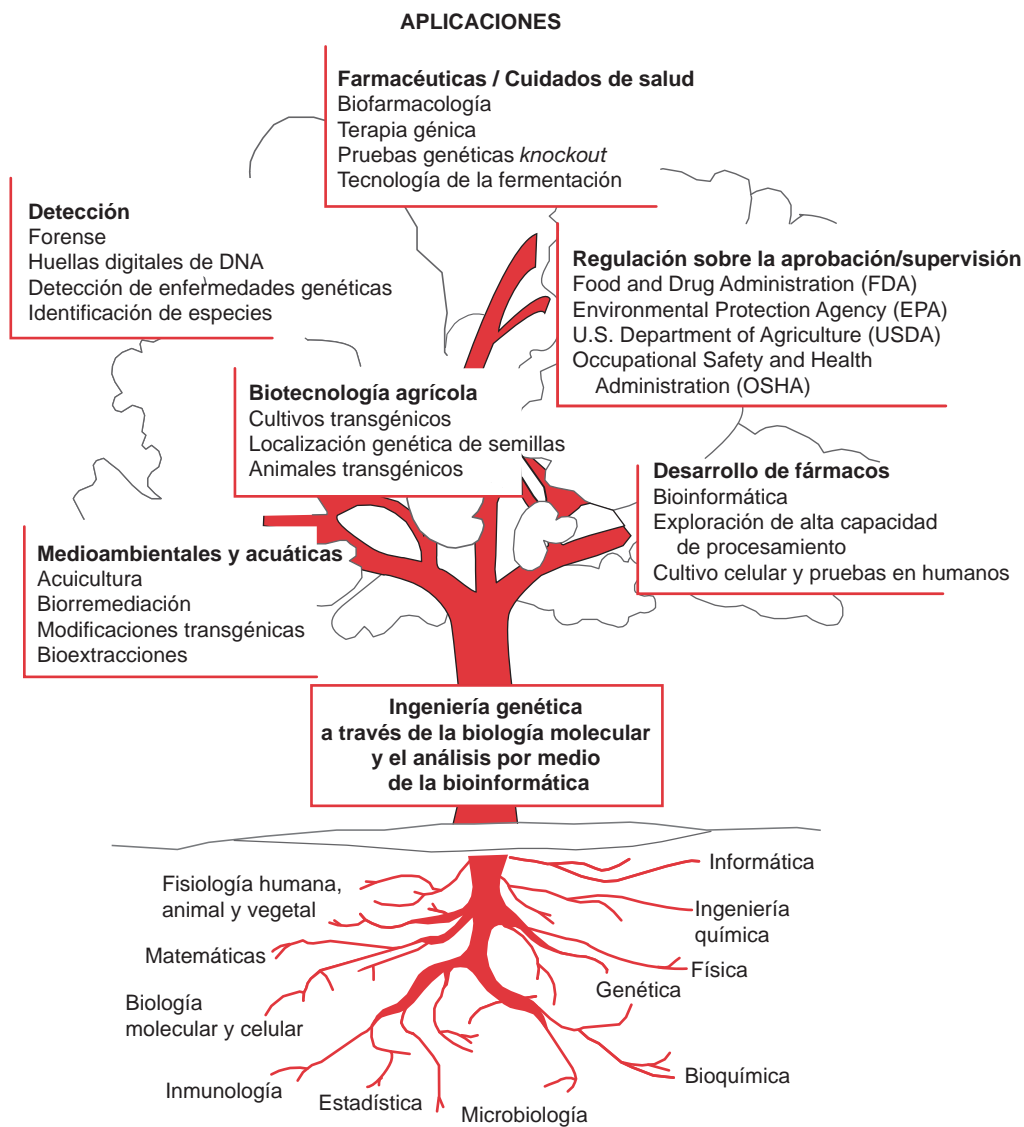 APLICACIONES
Farmacéuticas / Cuidados de salud
Biofarmacología
Terapia génica
Pruebas genéticas knockout
Tecnología de la fermentación
Detección
Forense
Huellas digitales de DNA
Detección de enfermedades genéticas
Identificación de especies
Regulación sobre la aprobación/supervisión
Food and Drug Administration (FDA)
Environmental Protection Agency (EPA)
U.S. Department of Agriculture (USDA)
Occupational Safety and Health
Administration (OSHA)
Biotecnología agrícola
Cultivos transgénicos
Localización genética de semillas
Animales transgénicos
Desarrollo de fármacos
Bioinformática
Exploración de alta capacidad
de procesamiento
Cultivo celular y pruebas en humanos
Medioambientales y acuáticas
Acuicultura
Biorremediación
Modificaciones transgénicas
Bioextracciones
Ingeniería genética
a través de la biología molecular
y el análisis por medio
de la bioinformática
Informática
Fisiología humana,
animal y vegetal
Ingeniería
química
Matemáticas
Física
Genética
Biología
molecular y celular
Bioquímica
Inmunología
Estadística
Microbiología